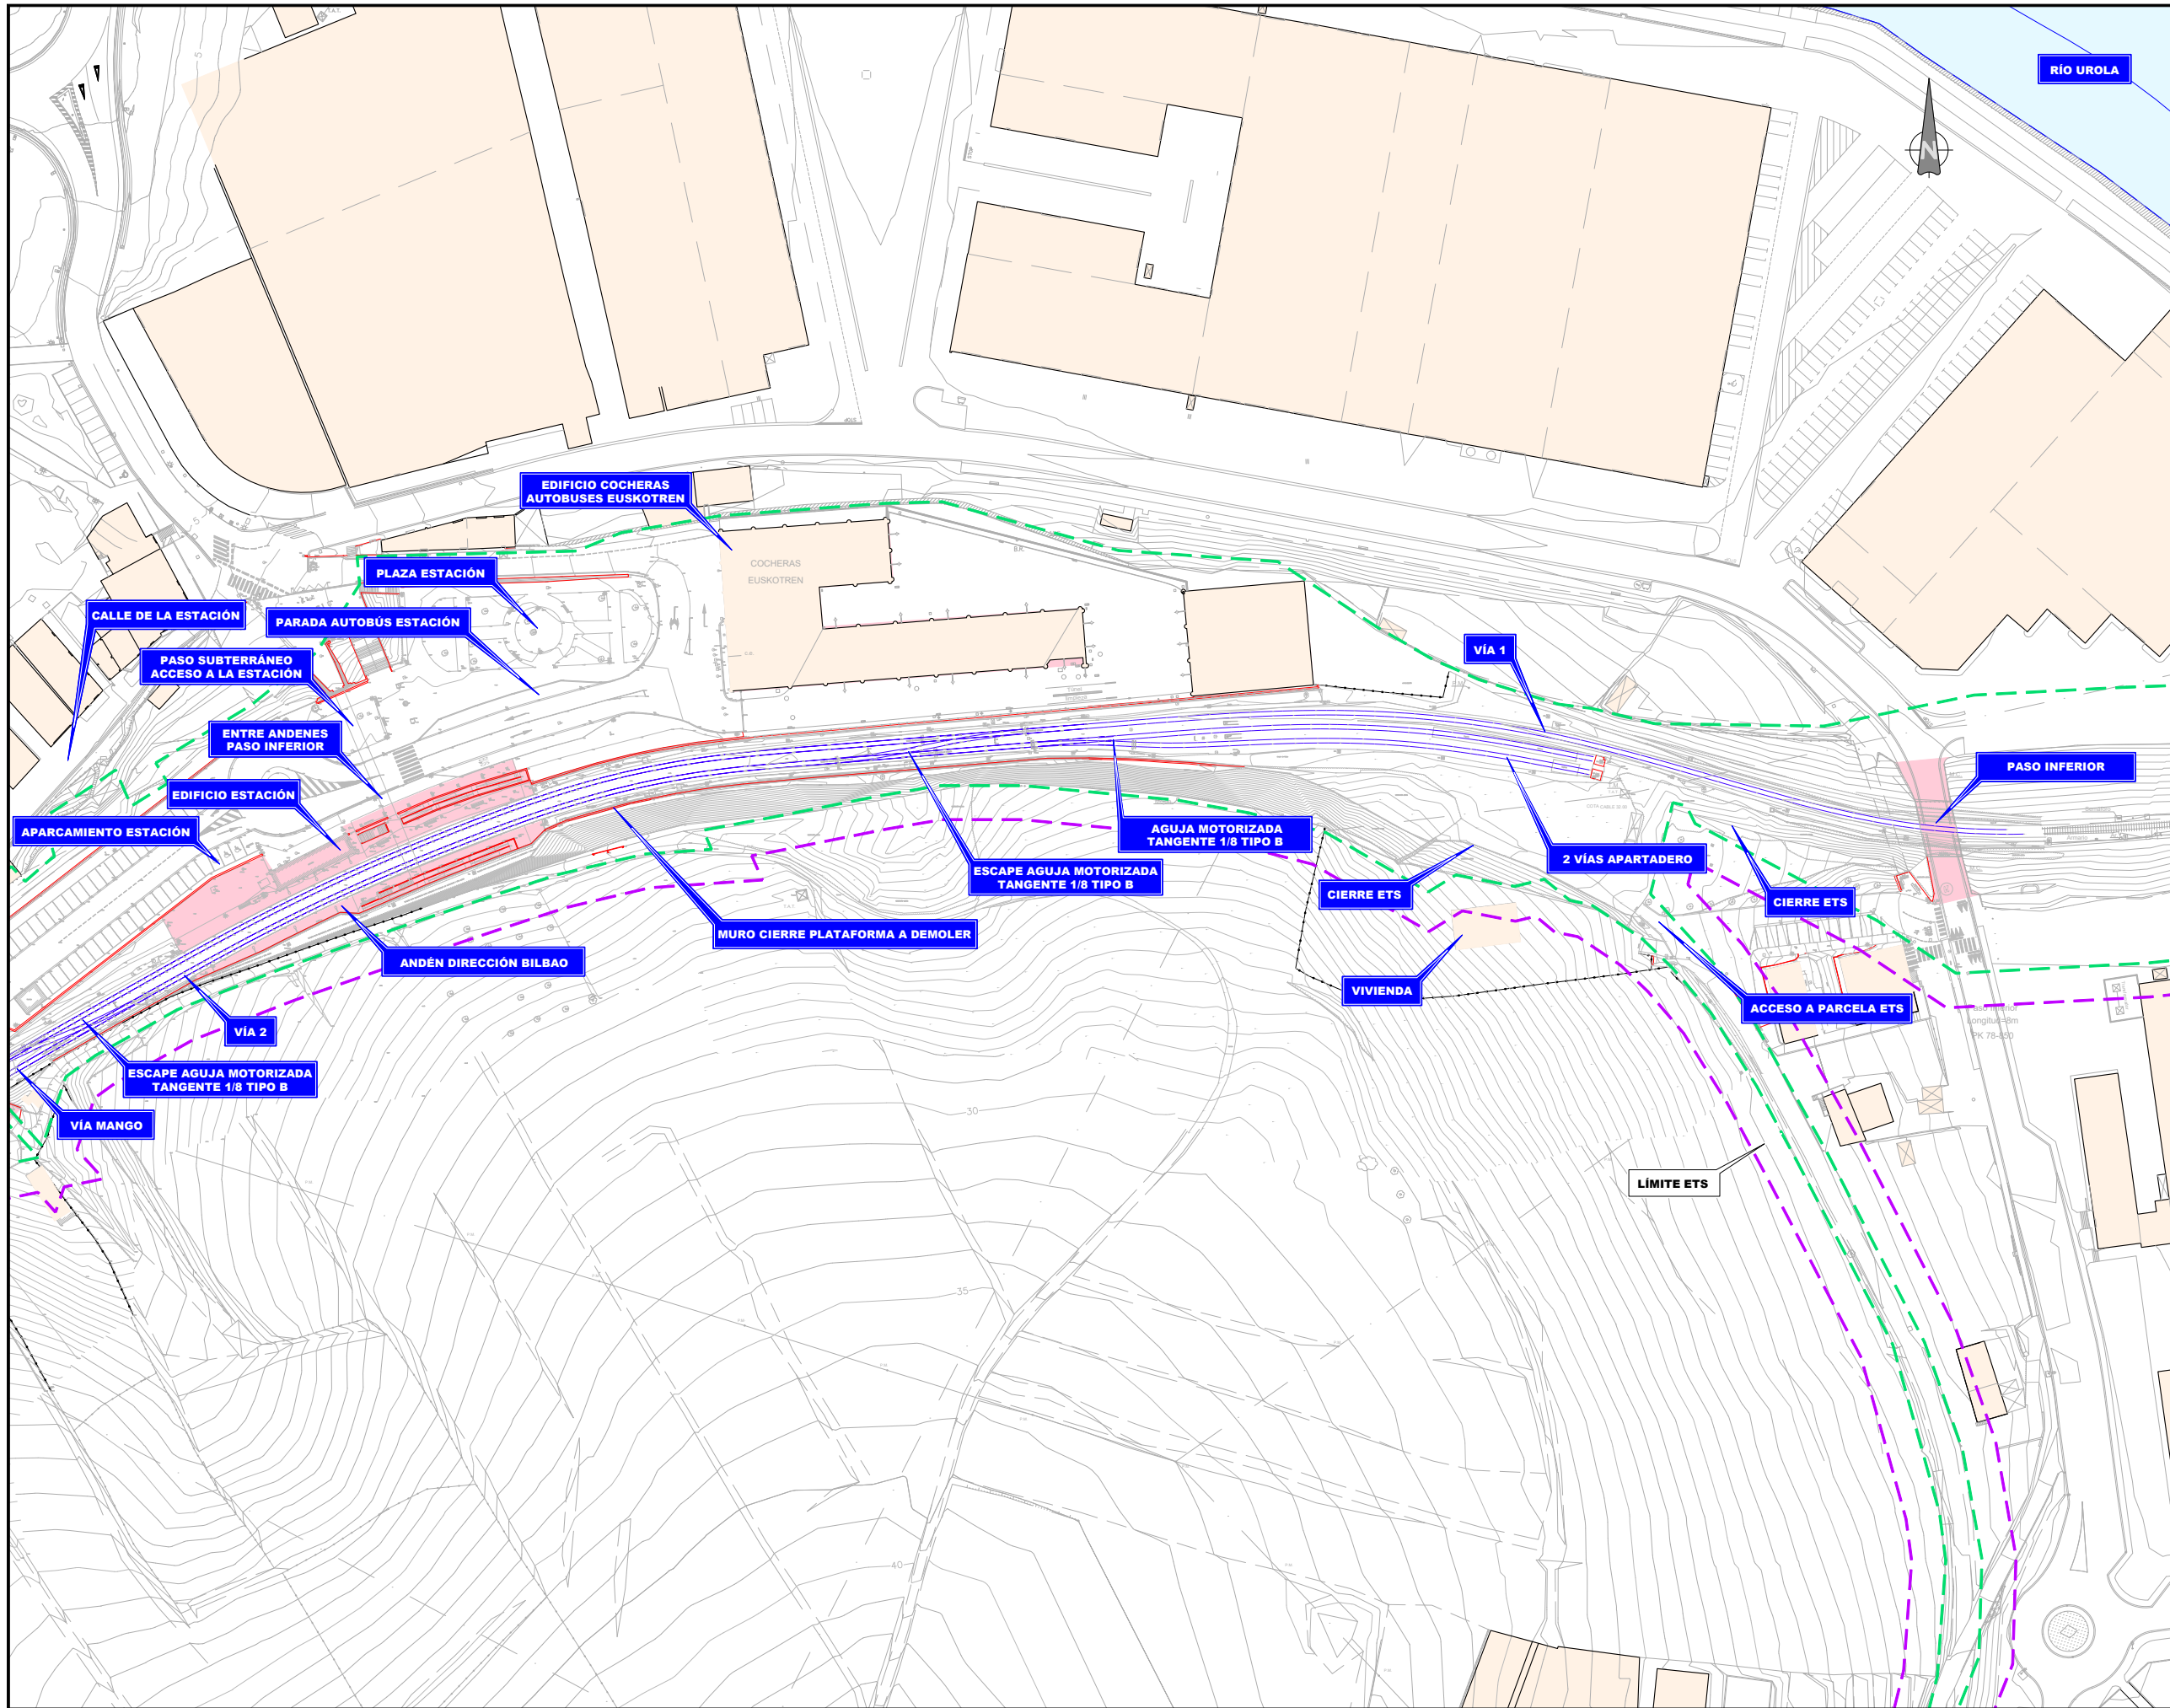 RÍO UROLA
N
STOP
EDIFICIO COCHERAS
AUTOBUSES EUSKOTREN
COCHERAS
EUSKOTREN
PLAZA ESTACIÓN
CALLE DE LA ESTACIÓN
PARADA AUTOBÚS ESTACIÓN
PASO SUBTERRÁNEO
ACCESO A LA ESTACIÓN
VÍA 1
ENTRE ANDENES
PASO INFERIOR
PASO INFERIOR
EDIFICIO ESTACIÓN
APARCAMIENTO ESTACIÓN
AGUJA MOTORIZADA
TANGENTE 1/8 TIPO B
2 VÍAS APARTADERO
ESCAPE AGUJA MOTORIZADA
TANGENTE 1/8 TIPO B
CIERRE ETS
CIERRE ETS
MURO CIERRE PLATAFORMA A DEMOLER
ANDÉN DIRECCIÓN BILBAO
VIVIENDA
ACCESO A PARCELA ETS
Longitud=8m
VÍA 2
ESCAPE AGUJA MOTORIZADA
TANGENTE 1/8 TIPO B
VÍA MANGO
30
LÍMITE ETS
35
40